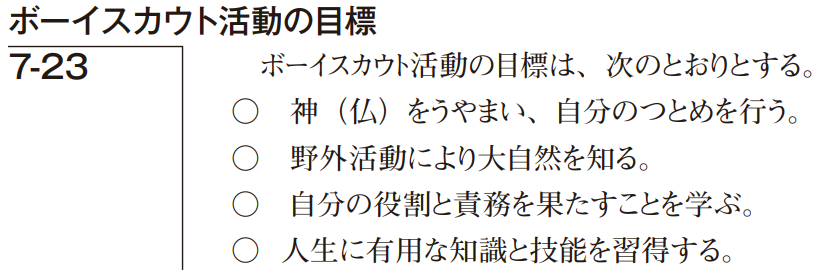 ボーイスカウト活動の目標
7-23
ボーイスカウト活動の目標は、次のとおりとする。
○ 神（仏）をうやまい、自分のつとめを行う。
○ 野外活動により大自然を知る。
○ 自分の役割と責務を果たすことを学ぶ。
○ 人生に有用な知識と技能を習得する。